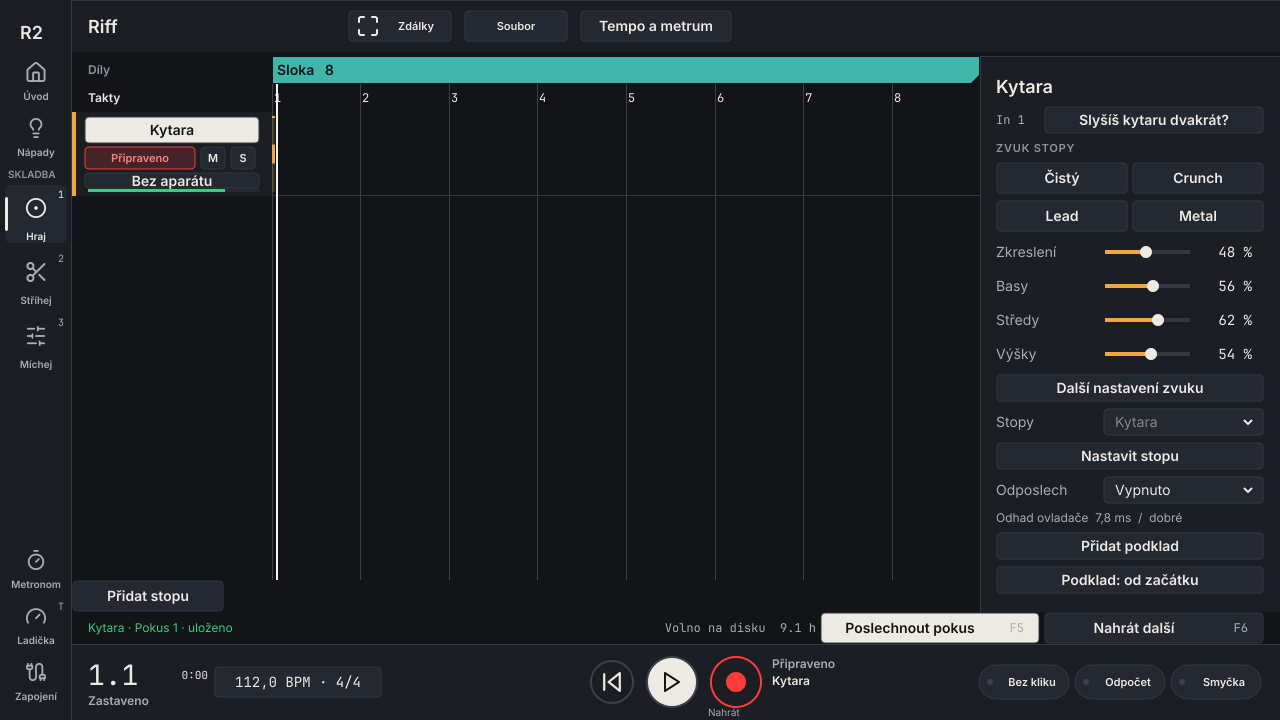 R2
Riff
Zdálky
Soubor
Tempo a metrum
Úvod
Nápady
SKLADBA
1
Hraj
2
Stříhej
3
Míchej
Metronom
T
Ladička
Zapojení
Díly
Sloka 8
Takty
1 2 3 4 5 6 7 8
Kytara
Připraveno
M
S
Bez aparátu
Přidat stopu
Kytara
In 1
Slyšíš kytaru dvakrát?
ZVUK STOPY
Čistý
Crunch
Lead
Metal
Zkreslení 48 %
Basy 56 %
Středy 62 %
Výšky 54 %
Další nastavení zvuku
Stopy Kytara
Nastavit stopu
Odposlech Vypnuto
Odhad ovladače 7,8 ms / dobré
Přidat podklad
Podklad: od začátku
Kytara · Pokus 1 · uloženo
Volno na disku 9.1 h
Poslechnout pokus F5
Nahrát další F6
1.1
Zastaveno
0:00
112,0 BPM · 4/4
Nahrát
Připraveno
Kytara
Bez kliku
Odpočet
Smyčka